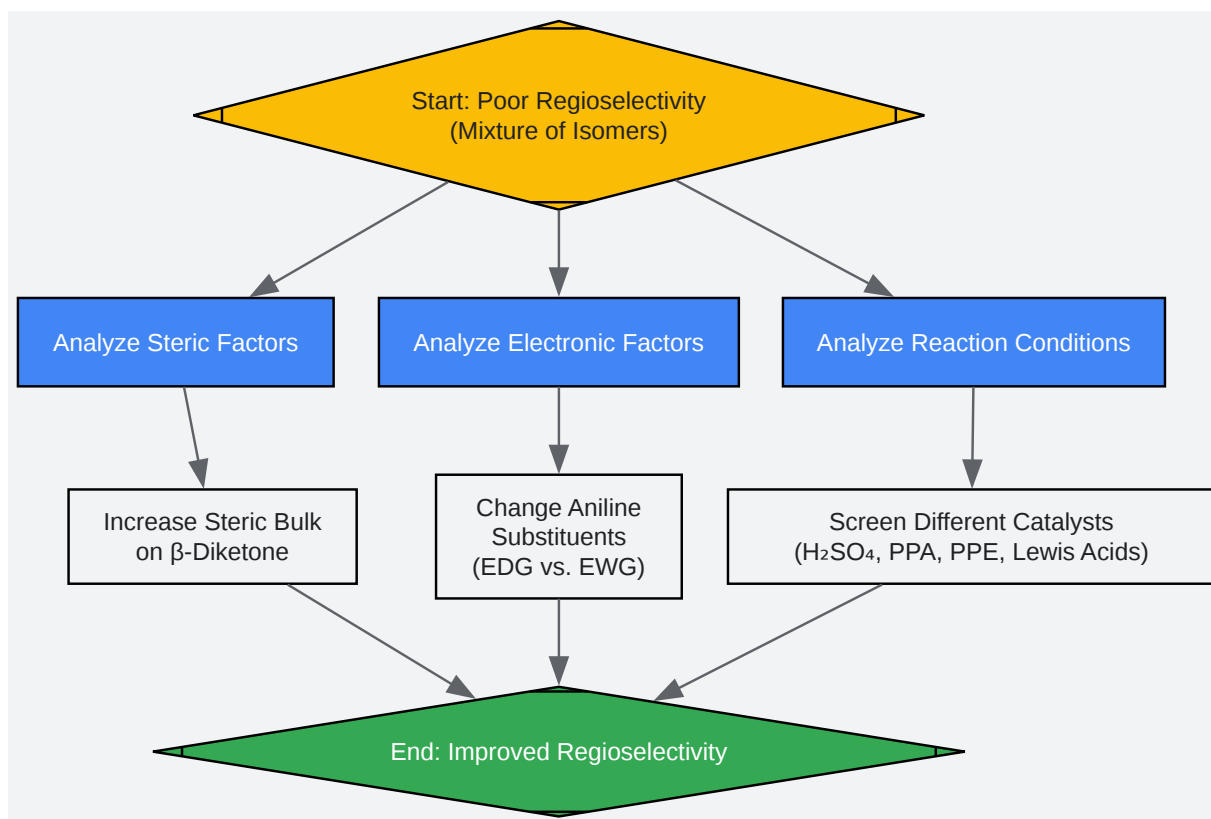 Start: Poor Regioselectivity
(Mixture of Isomers)
Analyze Steric Factors
Analyze Electronic Factors
Analyze Reaction Conditions
Increase Steric Bulk
on β-Diketone
Change Aniline
Substituents
(EDG vs. EWG)
Screen Different Catalysts
(H₂SO₄, PPA, PPE, Lewis Acids)
End: Improved Regioselectivity